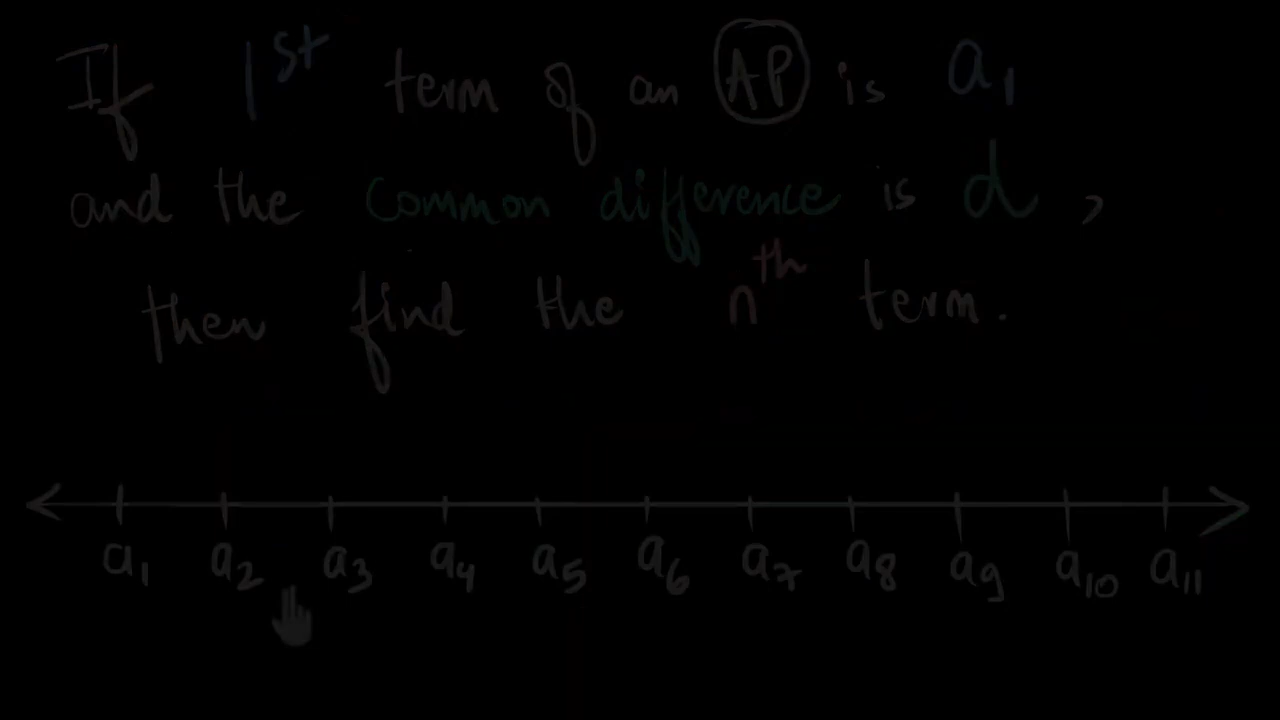 If 1st term of an AP is a₁
and the common difference is d,
then find the nth term.
a₁ a₂ a₃ a₄ a₅ a₆ a₇ a₈ a₉ a₁₀ a₁₁